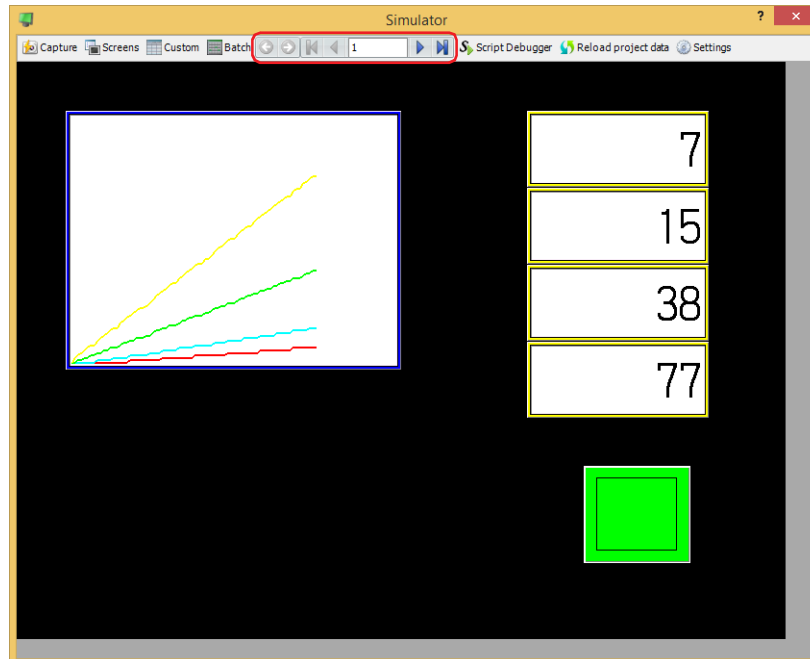 Simulator
? ×
Capture Screens Custom Batch 1 Script Debugger Reload project data Settings
7
15
38
77